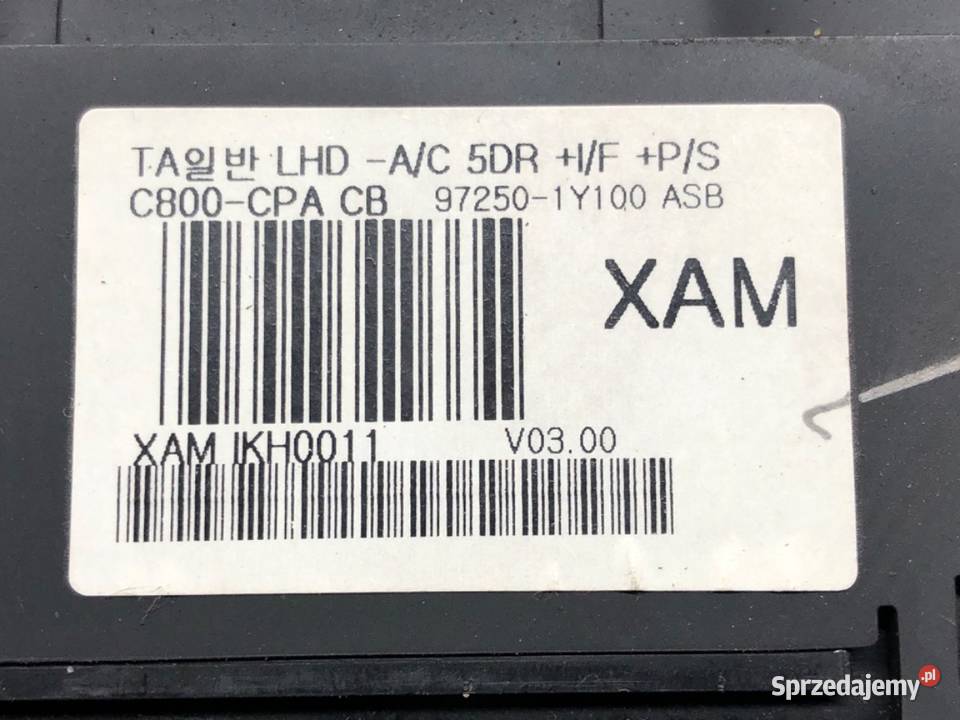 TA일반 LHD -A/C 5DR +I/F +P/S
C800-CPA CB 97250-1Y100 ASB
XAM
XAM IKH0011 V03.00
Sprzedajemy.pl